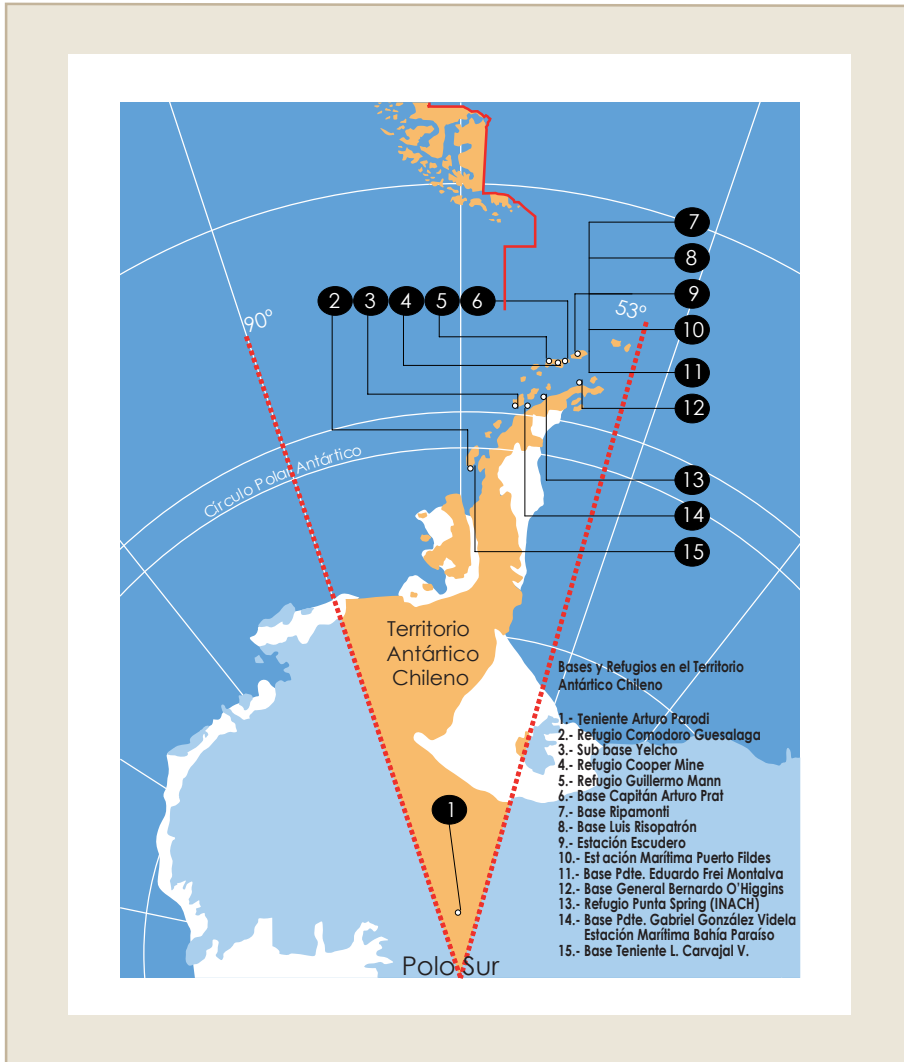 7
8
2
3
4
5
6
9
90º
53º
10
11
12
Círculo Polar Antártico
13
14
15
Territorio
Antártico
Chileno
Bases y Refugios en el Territorio
Antártico Chileno
1.- Teniente Arturo Parodi
2.- Refugio Comodoro Guesalaga
3.- Sub base Yelcho
4.- Refugio Cooper Mine
5.- Refugio Guillermo Mann
6.- Base Capitán Arturo Prat
7.- Base Ripamonti
8.- Base Luis Risopatrón
9.- Estación Escudero
10.- Estación Marítima Puerto Fildes
11.- Base Pdte. Eduardo Frei Montalva
12.- Base General Bernardo O'Higgins
13.- Refugio Punta Spring (INACH)
14.- Base Pdte. Gabriel González Videla
Estación Marítima Bahía Paraíso
15.- Base Teniente L. Carvajal V.
1
Polo Sur